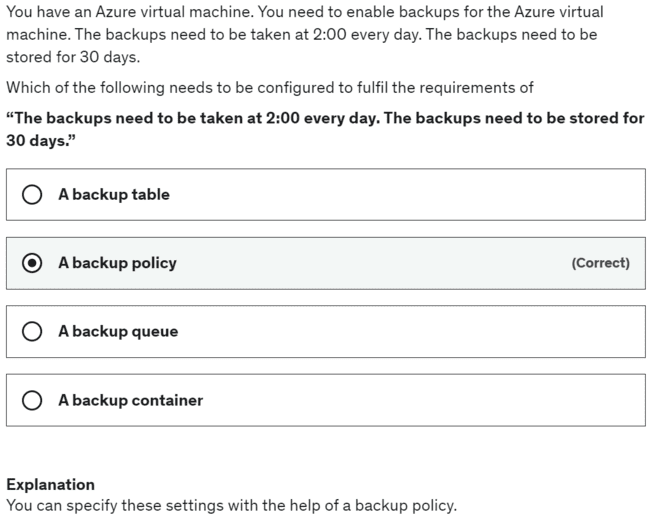 You have an Azure virtual machine. You need to enable backups for the Azure virtual
machine. The backups need to be taken at 2:00 every day. The backups need to be
stored for 30 days.
Which of the following needs to be configured to fulfil the requirements of
“The backups need to be taken at 2:00 every day. The backups need to be stored for
30 days.”
A backup table
A backup policy (Correct)
A backup queue
A backup container
Explanation
You can specify these settings with the help of a backup policy.